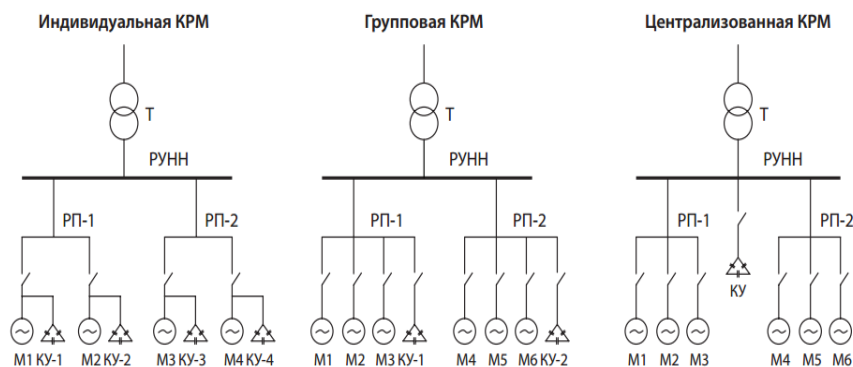 Индивидуальная КРМ
Групповая КРМ
Централизованная КРМ
Т
Т
Т
РУНН
РУНН
РУНН
РП-1
РП-2
РП-1
РП-2
РП-1
РП-2
КУ
М1 КУ-1 М2 КУ-2 М3 КУ-3 М4 КУ-4
М1 М2 М3 КУ-1 М4 М5 М6 КУ-2
М1 М2 М3 М4 М5 М6